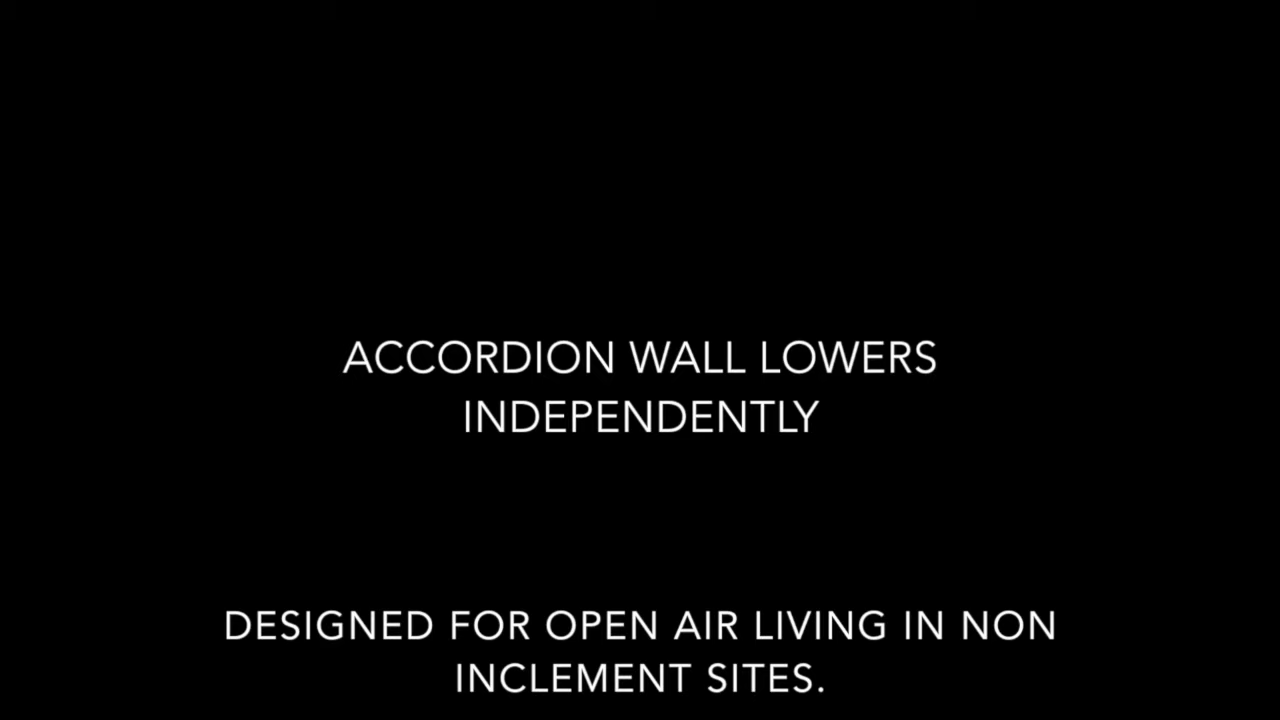 ACCORDION WALL LOWERS
INDEPENDENTLY
DESIGNED FOR OPEN AIR LIVING IN NON
INCLEMENT SITES.